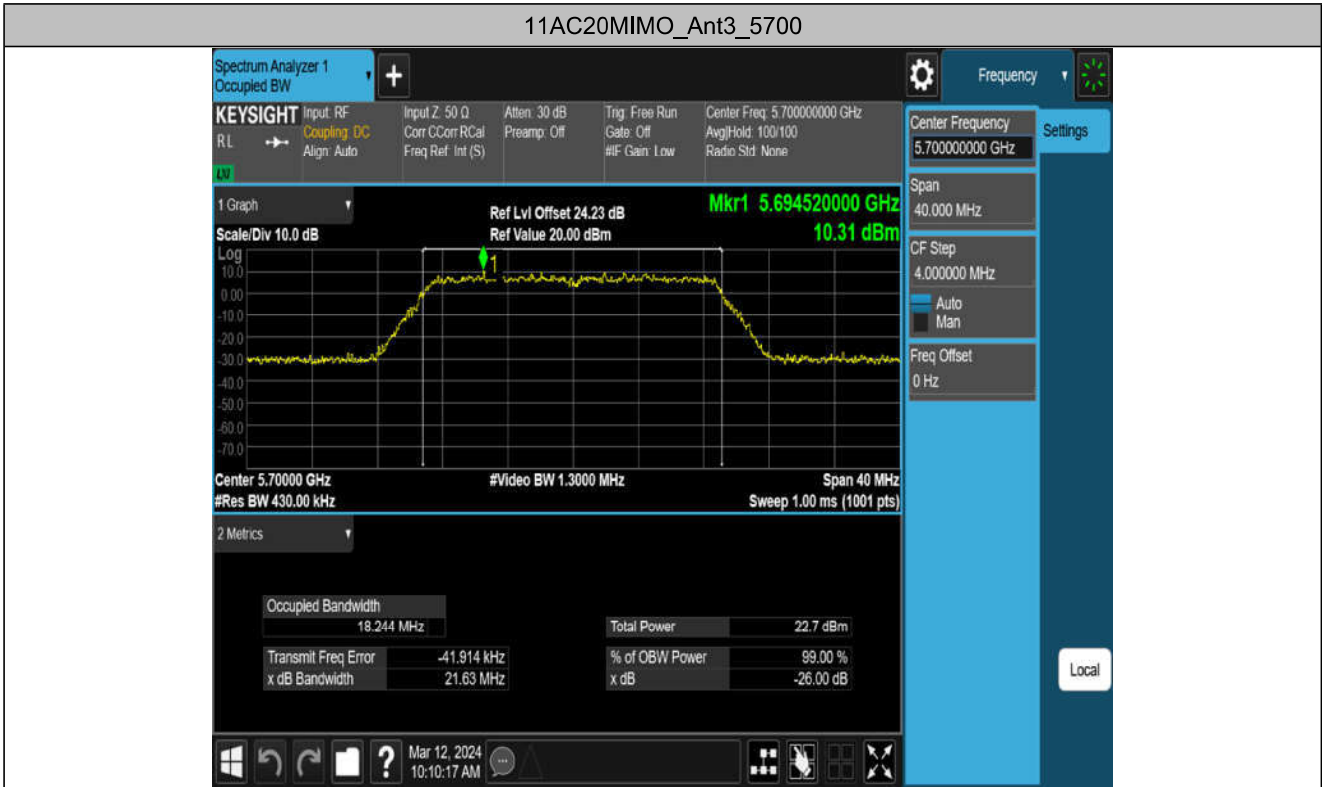 11AC20MIMO_Ant3_5700
Spectrum Analyzer 1
Occupied BW
+
Frequency
KEYSIGHT
R L
LXI
Input: RF
Coupling: DC
Align: Auto
Input Z: 50 Ω
Corr CCorr RCal
Freq Ref: Int (S)
Atten: 30 dB
Preamp: Off
Trig: Free Run
Gate: Off
#IF Gain: Low
Center Freq: 5.700000000 GHz
Avg|Hold: 100/100
Radio Std: None
Center Frequency
5.700000000 GHz
Settings
Span
40.000 MHz
CF Step
4.000000 MHz
Auto
Man
Freq Offset
0 Hz
Local
1 Graph
Scale/Div 10.0 dB
Ref Lvl Offset 24.23 dB
Ref Value 20.00 dBm
Mkr1 5.694520000 GHz
10.31 dBm
Log
1
10.0
0.00
-10.0
-20.0
-30.0
-40.0
-50.0
-60.0
-70.0
Center 5.70000 GHz
#Video BW 1.3000 MHz
Span 40 MHz
#Res BW 430.00 kHz
Sweep 1.00 ms (1001 pts)
2 Metrics
Occupied Bandwidth
18.244 MHz
Total Power 22.7 dBm
Transmit Freq Error -41.914 kHz
% of OBW Power 99.00 %
x dB Bandwidth 21.63 MHz
x dB -26.00 dB
?
Mar 12, 2024
10:10:17 AM